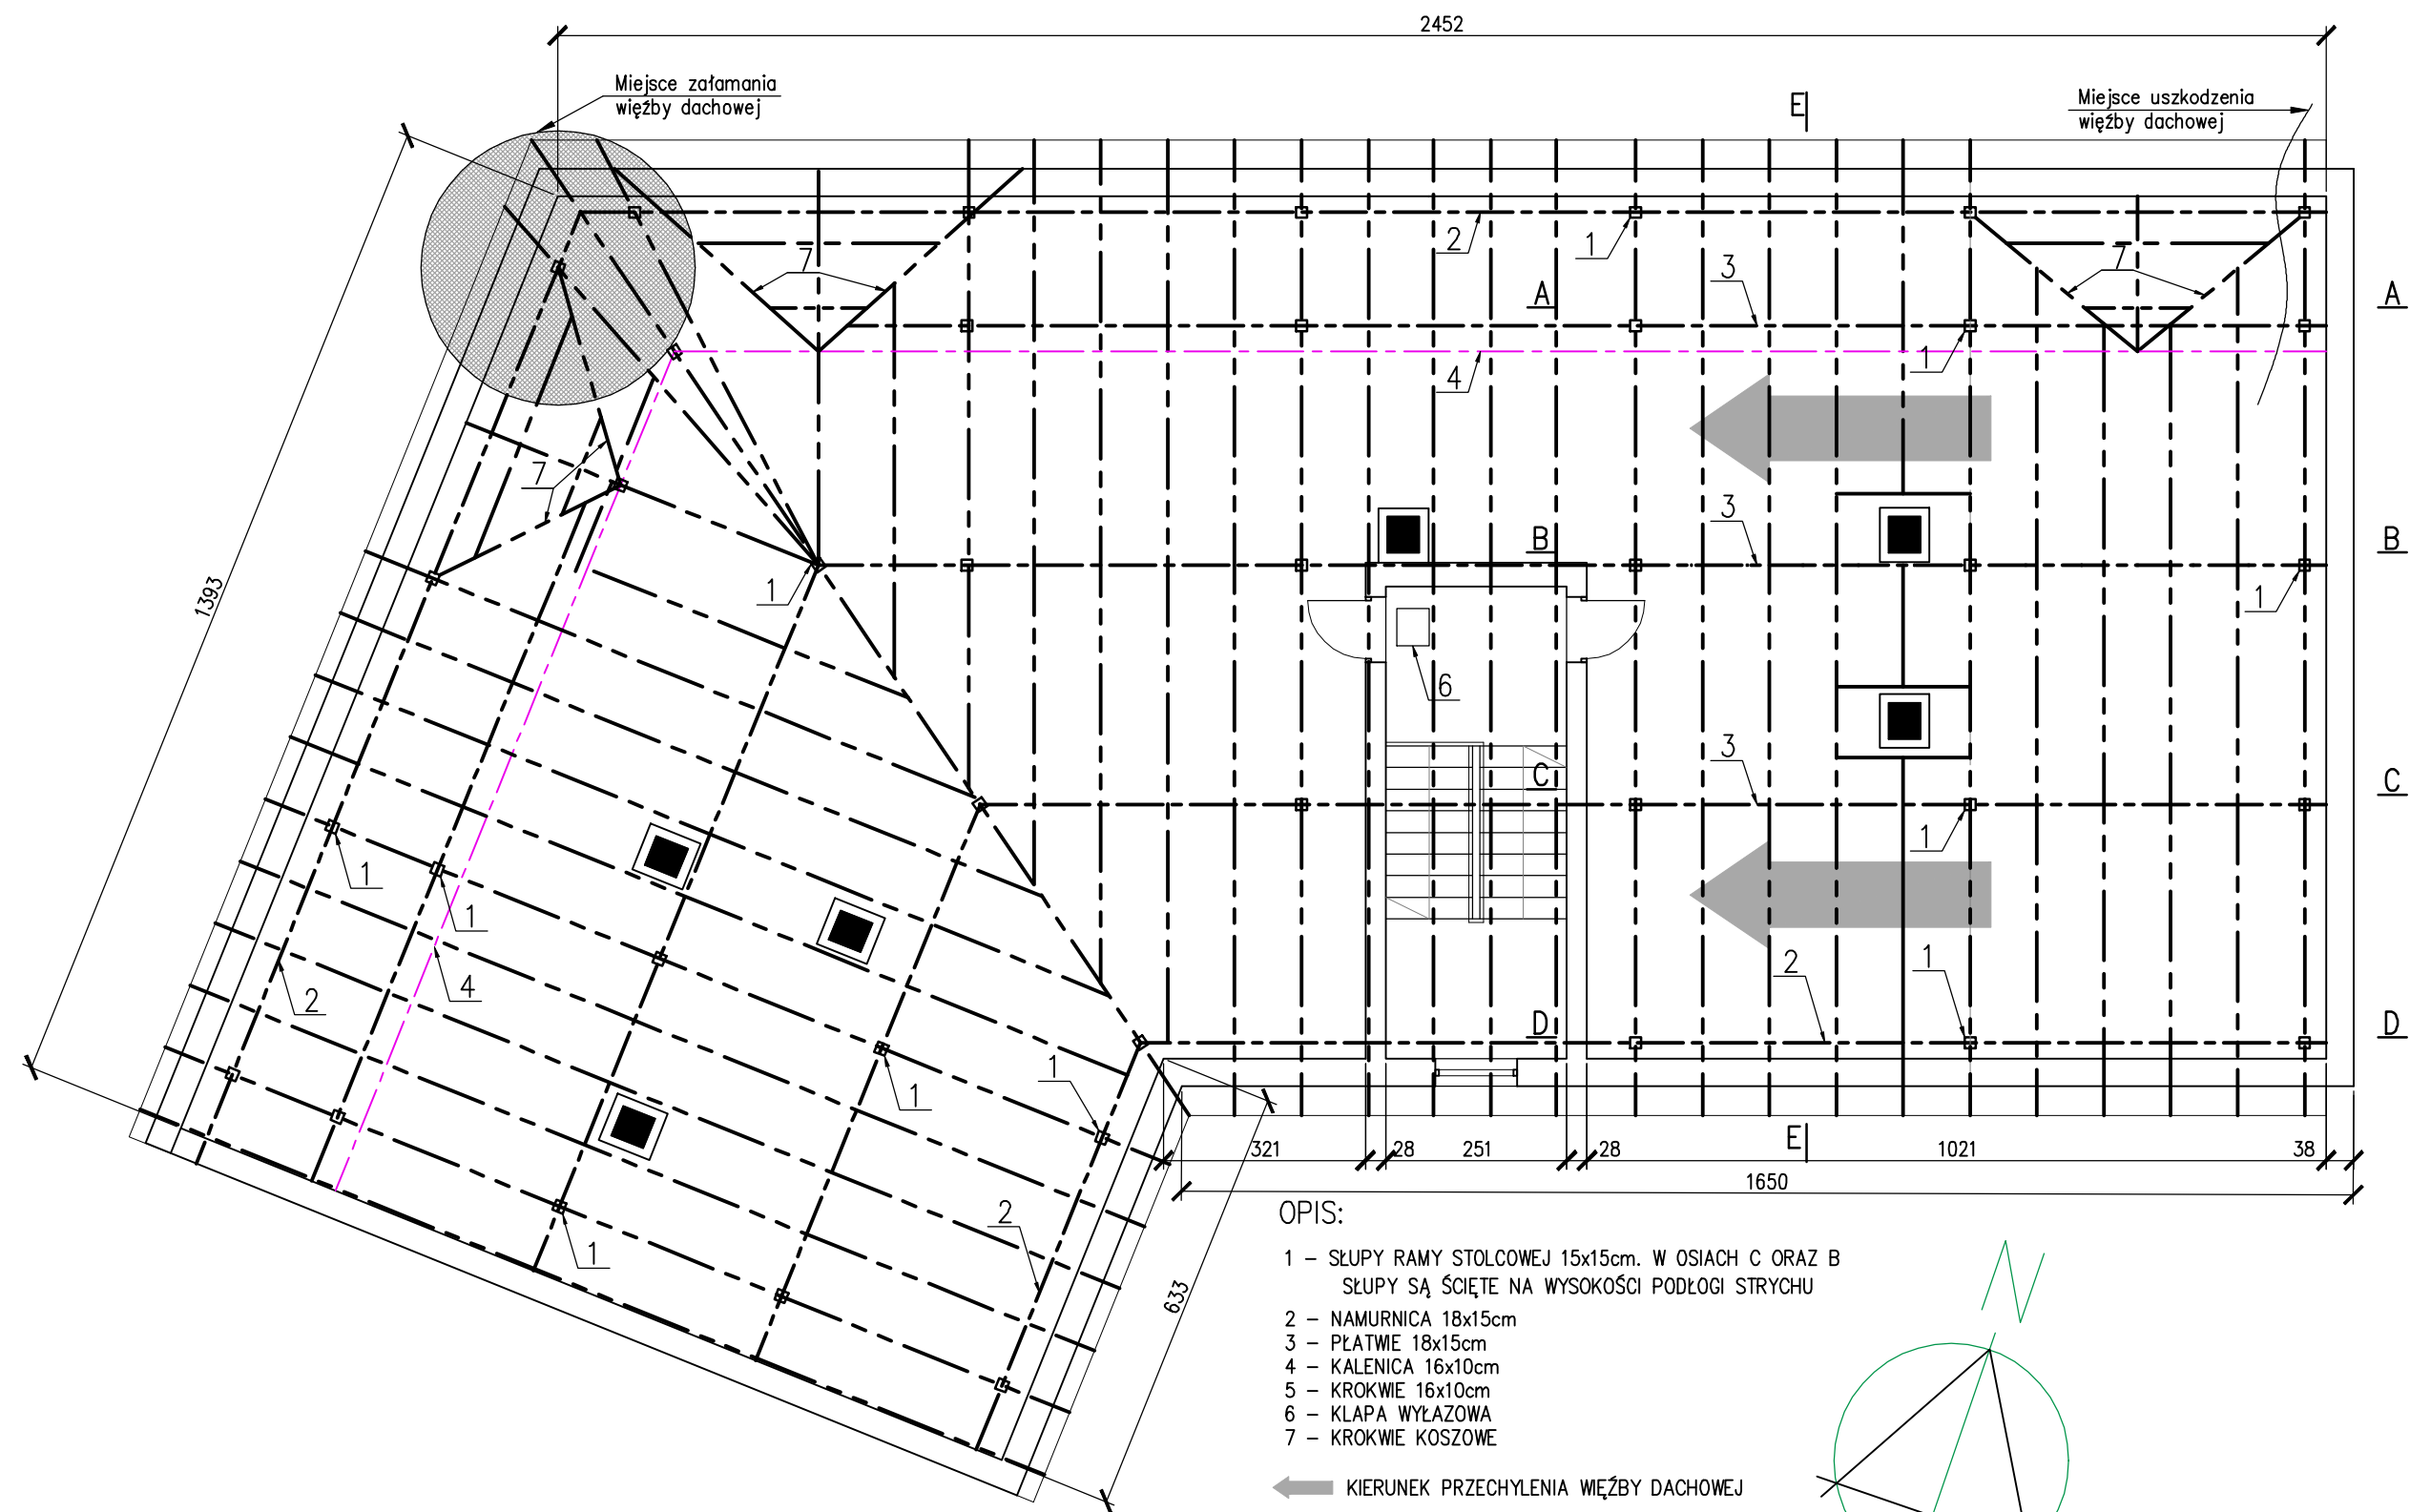 2452
Miejsce załamania
więźby dachowej
E
Miejsce uszkodzenia
więźby dachowej
2
1
3
7
7
A
A
1
4
7
3
B
B
1393
1
1
6
3
C
C
1
1
1
4
2
2
1
D
D
1
1
321
28
251
28
E
1021
38
1650
2
1
633
OPIS:
1 – SŁUPY RAMY STOLCOWEJ 15x15cm. W OSIACH C ORAZ B
SŁUPY SĄ ŚCIĘTE NA WYSOKOŚCI PODŁOGI STRYCHU
2 – NAMURNICA 18x15cm
3 – PŁATWIE 18x15cm
4 – KALENICA 16x10cm
5 – KROKWIE 16x10cm
6 – KLAPA WYŁAZOWA
7 – KROKWIE KOSZOWE
KIERUNEK PRZECHYLENIA WIĘŹBY DACHOWEJ
N